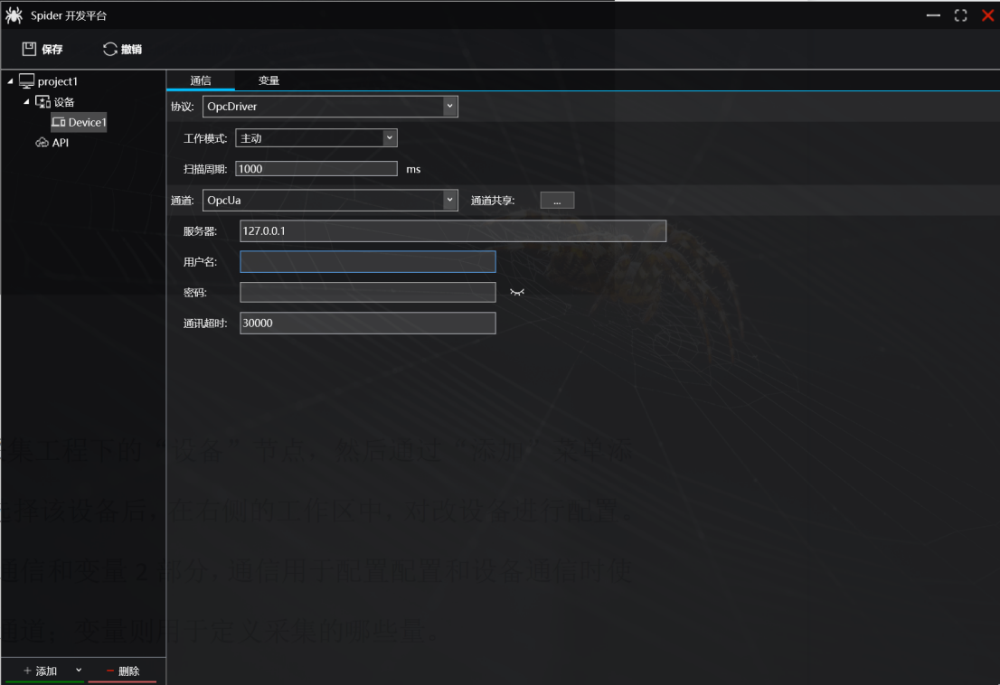 Spider 开发平台
保存 撤销
project1
设备
Device1
API
通信 变量
协议: OpcDriver
工作模式: 主动
扫描周期: 1000 ms
通道: OpcUa 通道共享: ...
服务器: 127.0.0.1
用户名:
密码:
通讯超时: 30000
集工程下的“设备”节点，然后通过“添加”菜单添
选择该设备后，在右侧的工作区中，对改设备进行配置。
通信和变量 2 部分，通信用于配置配置和设备通信时使
通道；变量则用于定义采集的哪些量。
+ 添加 - 删除